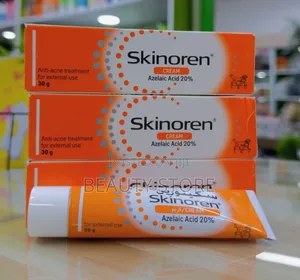 Skinoren®
CREAM
Azelaic Acid 20%
Anti-acne treatment
for external use
30 g
Skinoren®
CREAM
Azelaic Acid 20%
Anti-acne treatment
for external use
30 g
BEAUTY STORE
سكينورين
Skinoren®
Azelaic Acid 20%
for external use
30 g